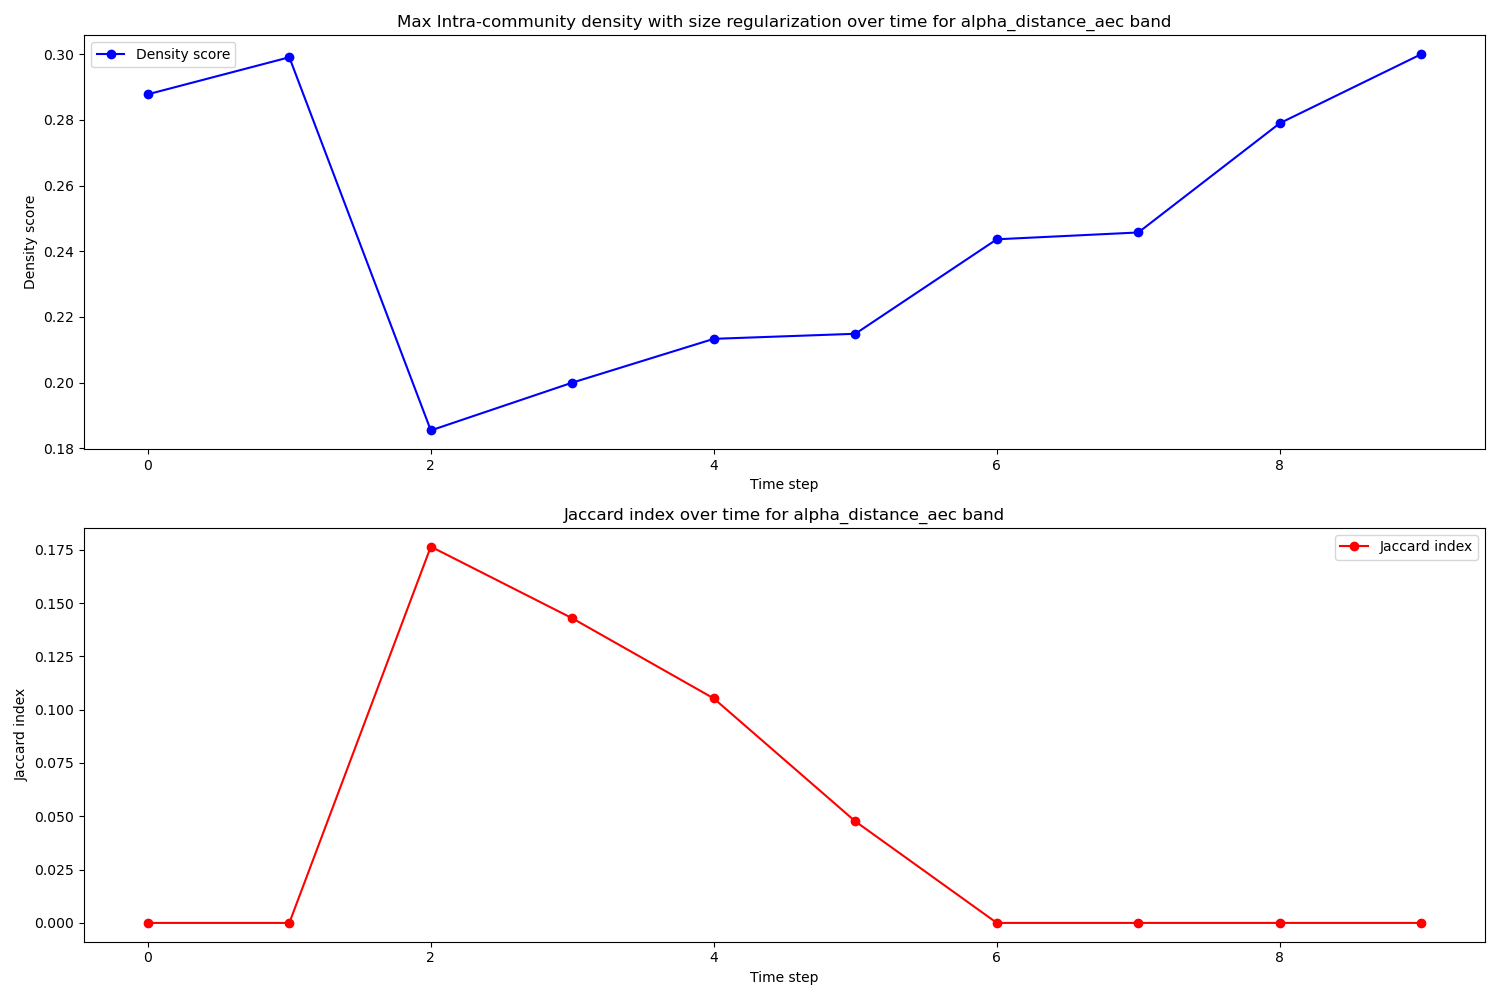 Max Intra-community density with size regularization over time for alpha_distance_aec band
Density score
0.30
0.28
0.26
0.24
0.22
0.20
0.18
Density score
0 2 4 6 8
Time step
Jaccard index over time for alpha_distance_aec band
Jaccard index
0.175
0.150
0.125
0.100
0.075
0.050
0.025
0.000
Jaccard index
0 2 4 6 8
Time step